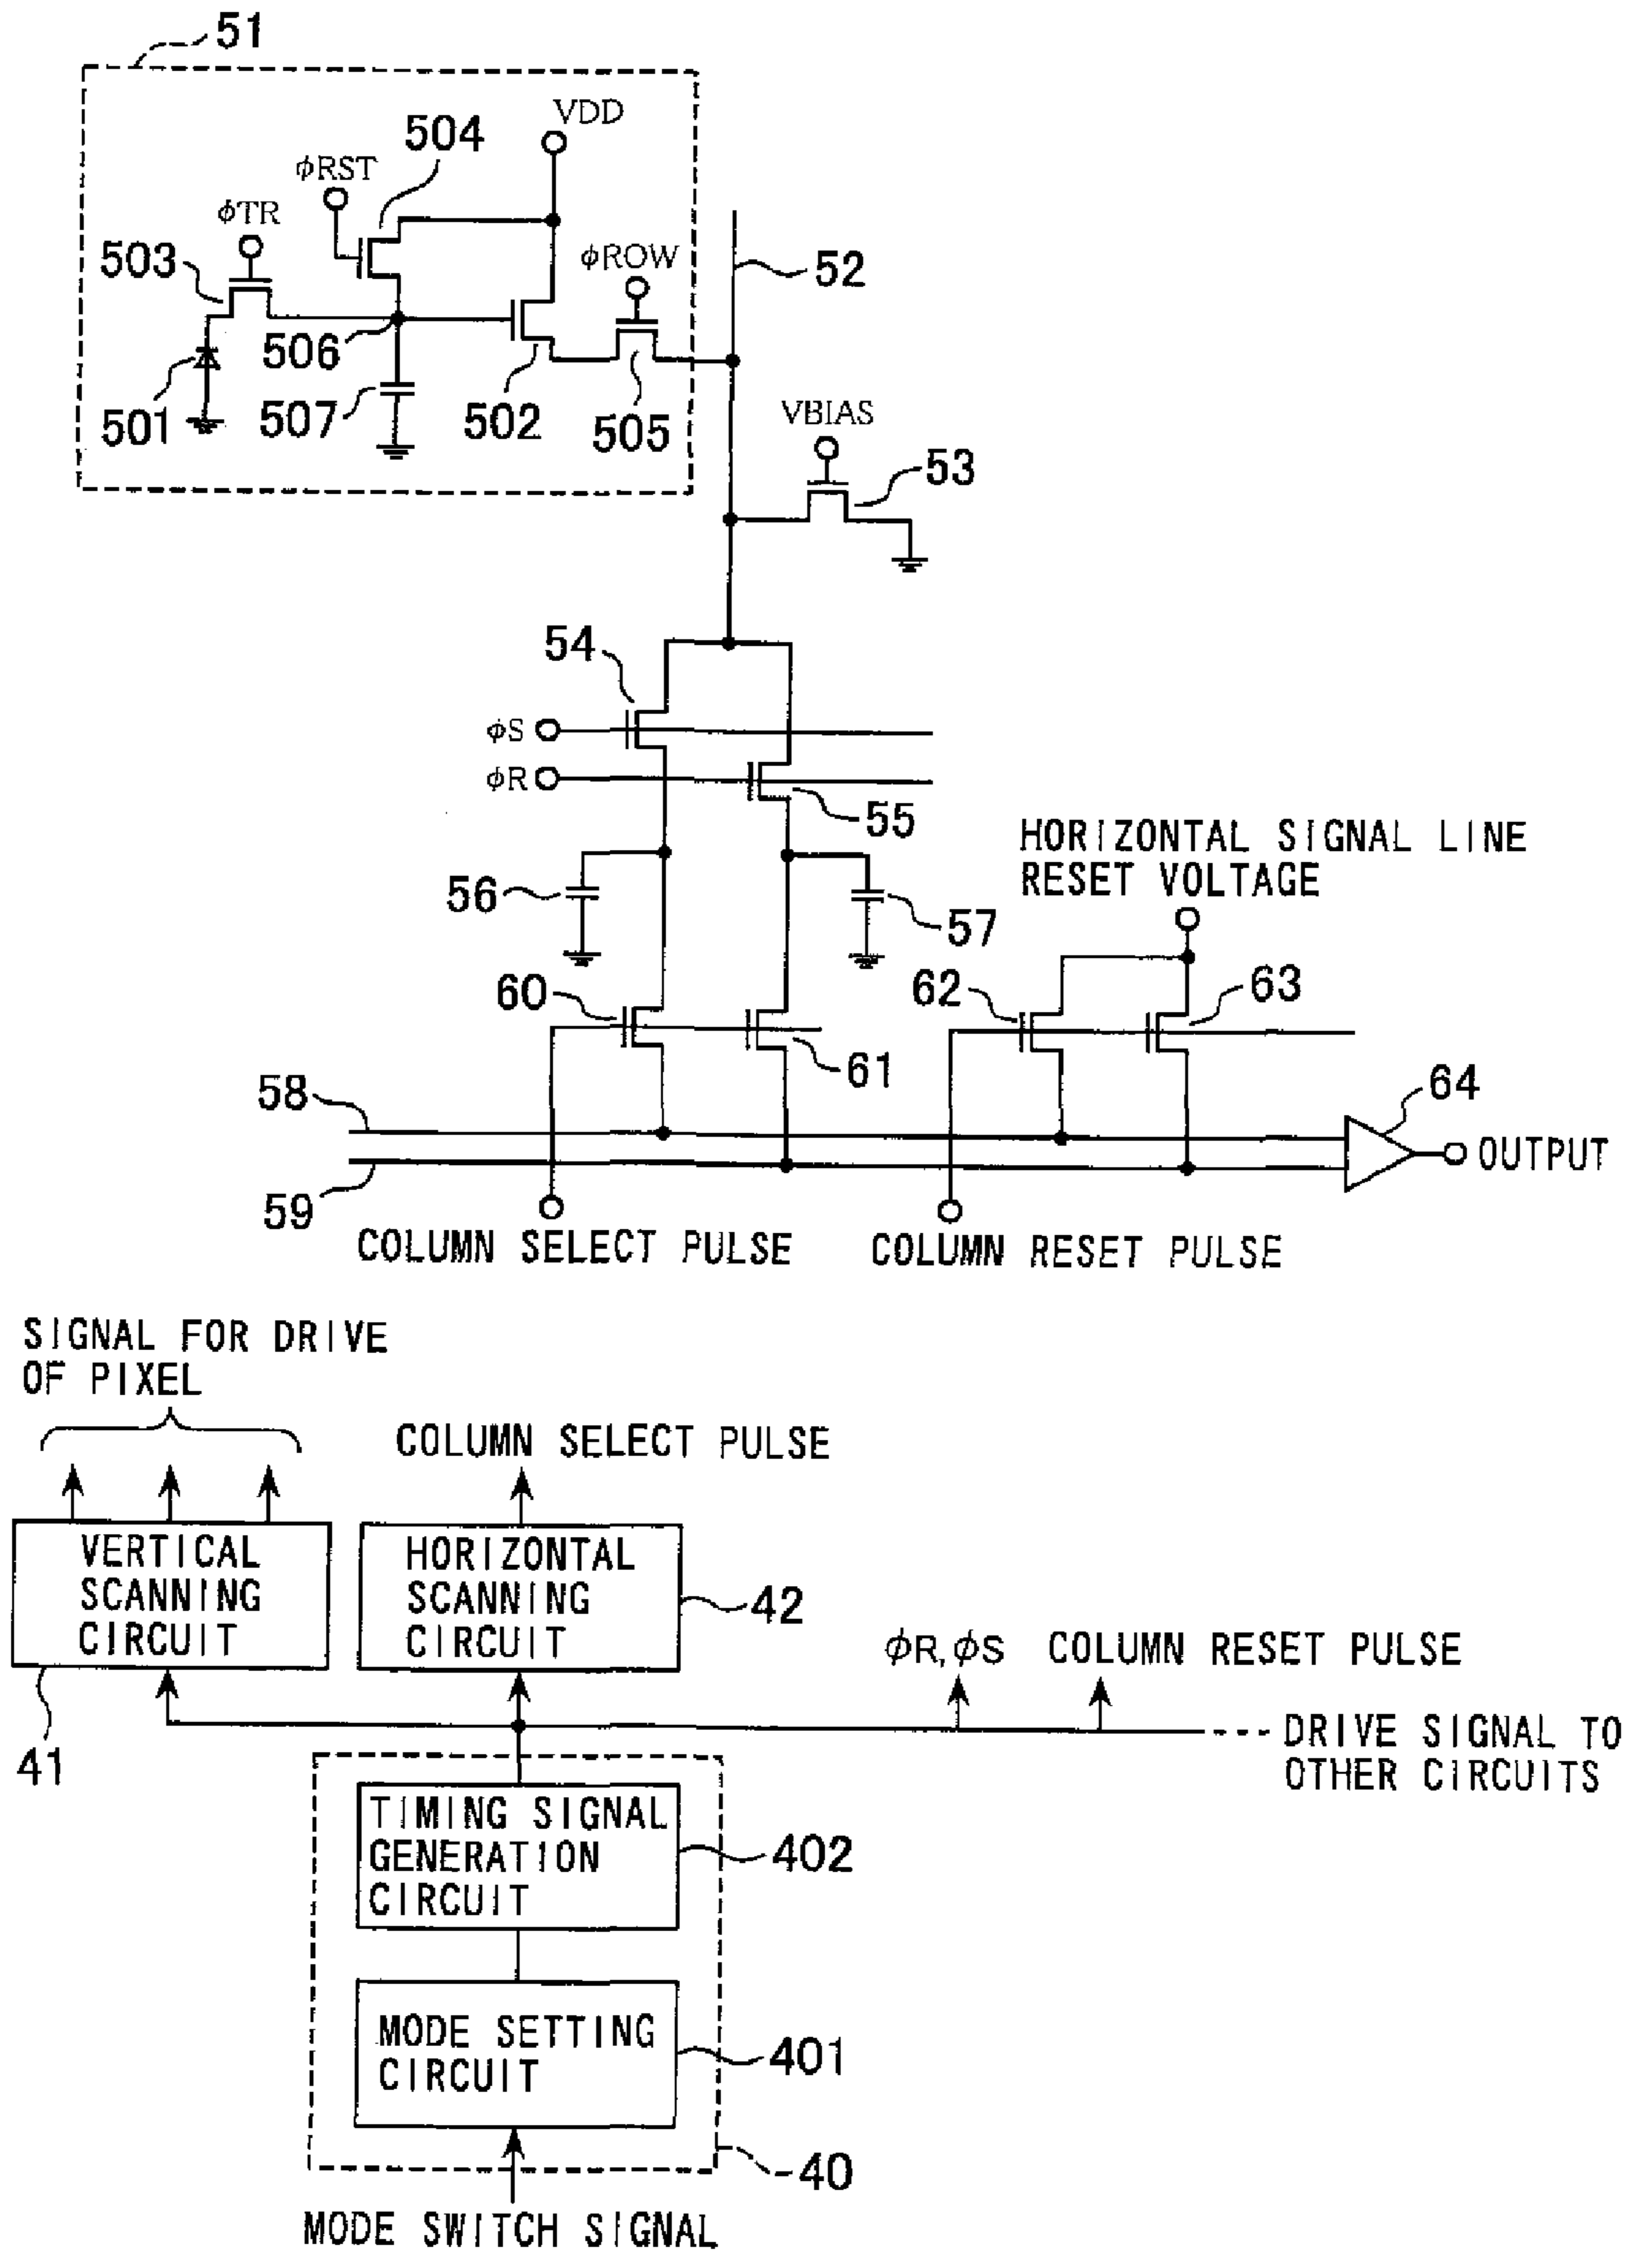 51
VDD
504
φRST
φTR
503
φROW
52
506
501
507
502
505
VBIAS
53
54
φS
φR
55
HORIZONTAL SIGNAL LINE
RESET VOLTAGE
56
57
60
62
63
61
58
64
OUTPUT
59
COLUMN SELECT PULSE
COLUMN RESET PULSE
SIGNAL FOR DRIVE
OF PIXEL
COLUMN SELECT PULSE
VERTICAL
SCANNING
CIRCUIT
HORIZONTAL
SCANNING
CIRCUIT
42
φR, φS
COLUMN RESET PULSE
41
DRIVE SIGNAL TO
OTHER CIRCUITS
TIMING SIGNAL
GENERATION
CIRCUIT
402
MODE SETTING
CIRCUIT
401
40
MODE SWITCH SIGNAL